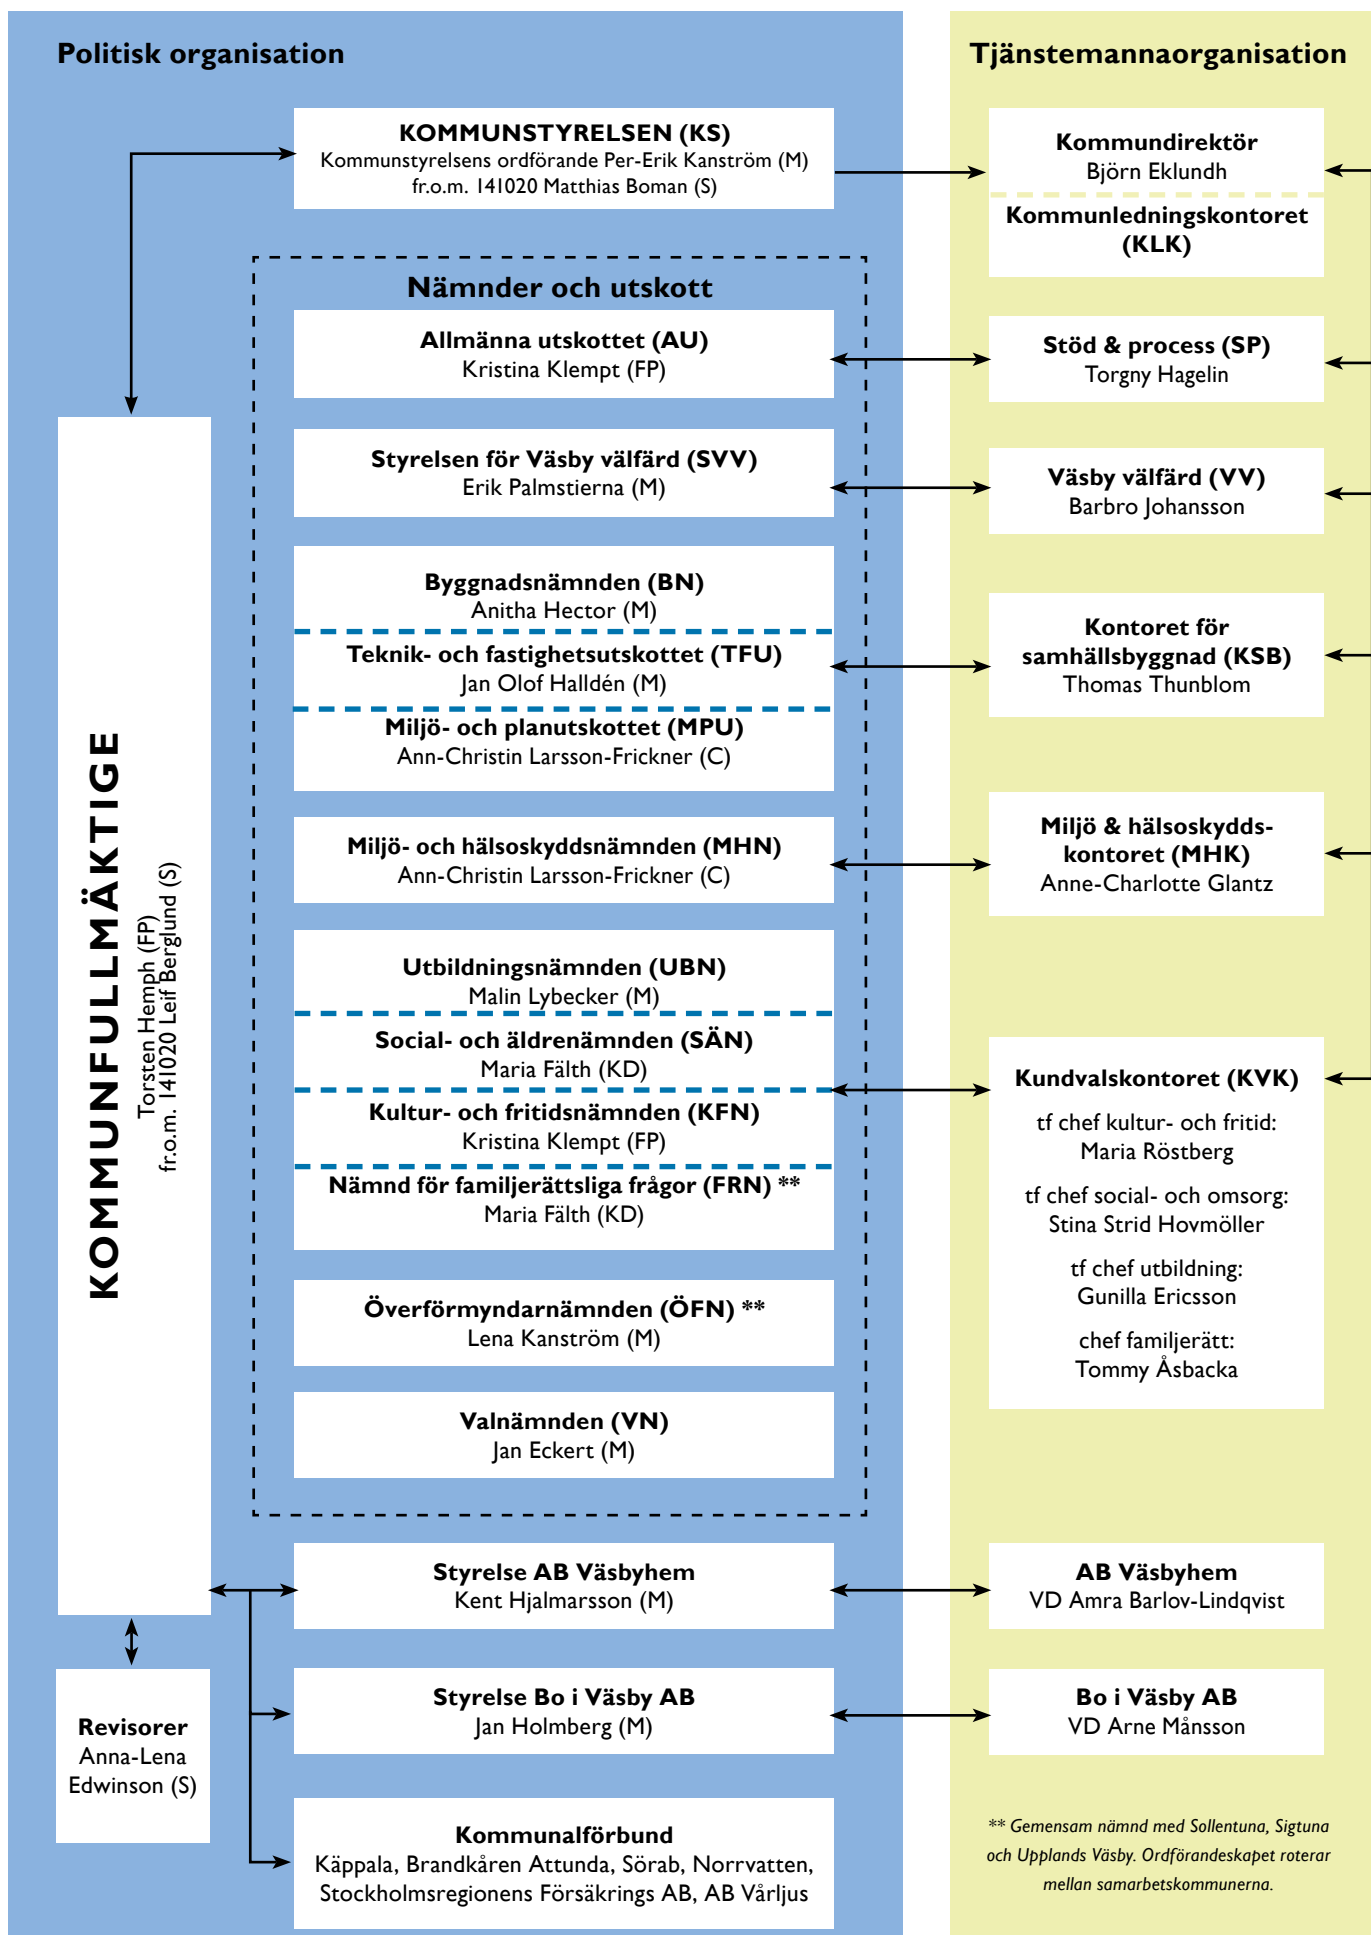 Politisk organisation
KOMMUNSTYRELSEN (KS)
Kommunstyrelsens ordförande Per-Erik Kanström (M)
fr.o.m. 141020 Matthias Boman (S)
Nämnder och utskott
Allmänna utskottet (AU)
Kristina Klempt (FP)
Styrelsen för Väsby välfärd (SVV)
Erik Palmstierna (M)
Byggnadsnämnden (BN)
Anitha Hector (M)
Teknik- och fastighetsutskottet (TFU)
Jan Olof Halldén (M)
Miljö- och planutskottet (MPU)
Ann-Christin Larsson-Frickner (C)
Miljö- och hälsoskyddsnämnden (MHN)
Ann-Christin Larsson-Frickner (C)
Utbildningsnämnden (UBN)
Malin Lybecker (M)
Social- och äldrenämnden (SÄN)
Maria Fälth (KD)
Kultur- och fritidsnämnden (KFN)
Kristina Klempt (FP)
Nämnd för familjerättsliga frågor (FRN) **
Maria Fälth (KD)
Överförmyndarnämnden (ÖFN) **
Lena Kanström (M)
Valnämnden (VN)
Jan Eckert (M)
KOMMUNFULLMÄKTIGE
Torsten Hemph (FP)
fr.o.m. 141020 Leif Berglund (S)
Revisorer
Anna-Lena
Edwinson (S)
Styrelse AB Väsbyhem
Kent Hjalmarsson (M)
Styrelse Bo i Väsby AB
Jan Holmberg (M)
Kommunalförbund
Käppala, Brandkåren Attunda, Sörab, Norrvatten,
Stockholmsregionens Försäkrings AB, AB Vårljus
Tjänstemannaorganisation
Kommundirektör
Björn Eklundh
Kommunledningskontoret
(KLK)
Stöd & process (SP)
Torgny Hagelin
Väsby välfärd (VV)
Barbro Johansson
Kontoret för
samhällsbyggnad (KSB)
Thomas Thunblom
Miljö & hälsoskydds-
kontoret (MHK)
Anne-Charlotte Glantz
Kundvalskontoret (KVK)
tf chef kultur- och fritid:
Maria Röstberg
tf chef social- och omsorg:
Stina Strid Hovmöller
tf chef utbildning:
Gunilla Ericsson
chef familjerätt:
Tommy Åsbacka
AB Väsbyhem
VD Amra Barlov-Lindqvist
Bo i Väsby AB
VD Arne Månsson
** Gemensam nämnd med Sollentuna, Sigtuna
och Upplands Väsby. Ordförandeskapet roterar
mellan samarbetskommunerna.